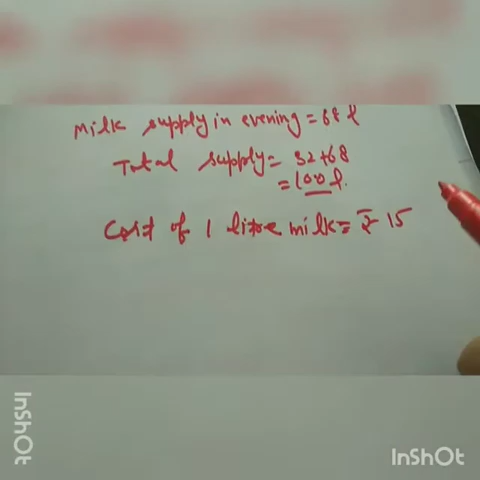 Milk supply in evening = 68 l
Total supply = 32+68
= 100 l.
Cost of 1 litre milk = ₹ 15
InShOt
InShOt